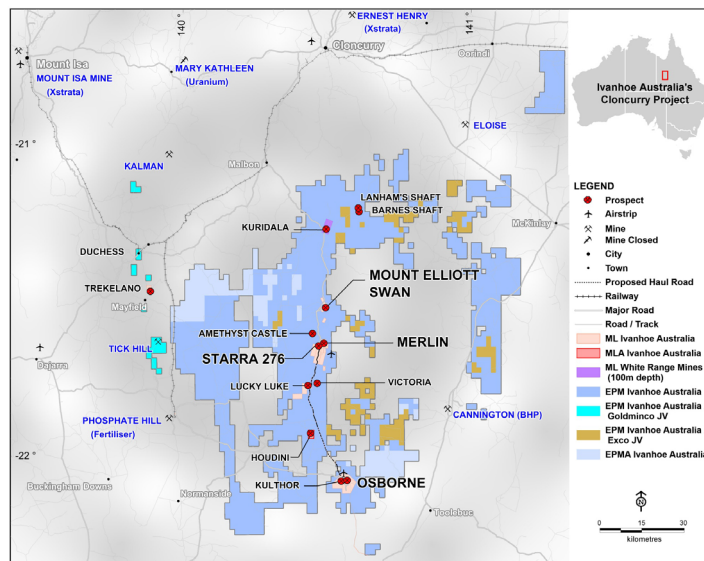 140
141
ERNEST HENRY
(Xstrata)
Cloncurry
Oorindi
Mount Isa
MOUNT ISA MINE
(Xstrata)
MARY KATHLEEN
(Uranium)
ELOISE
-21
KALMAN
Malbon
LANHAM'S SHAFT
BARNES SHAFT
McKinlay
KURIDALA
DUCHESS
MOUNT ELLIOTT
SWAN
TREKELANO
Mayfield
AMETHYST CASTLE
MERLIN
STARRA 276
TICK HILL
Dajarra
LUCKY LUKE
VICTORIA
PHOSPHATE HILL
(Fertiliser)
CANNINGTON (BHP)
-22
HOUDINI
KULTHOR
OSBORNE
Buckingham Downs
Normanside
Toolebuc
Ivanhoe Australia's
Cloncurry Project
LEGEND
Prospect
Airstrip
Mine
Mine Closed
City
Town
Proposed Haul Road
Railway
Major Road
Road / Track
ML Ivanhoe Australia
MLA Ivanhoe Australia
ML White Range Mines
(100m depth)
EPM Ivanhoe Australia
EPM Ivanhoe Australia
Goldminco JV
EPM Ivanhoe Australia
Exco JV
EPMA Ivanhoe Australia
N
0 15 30
kilometres